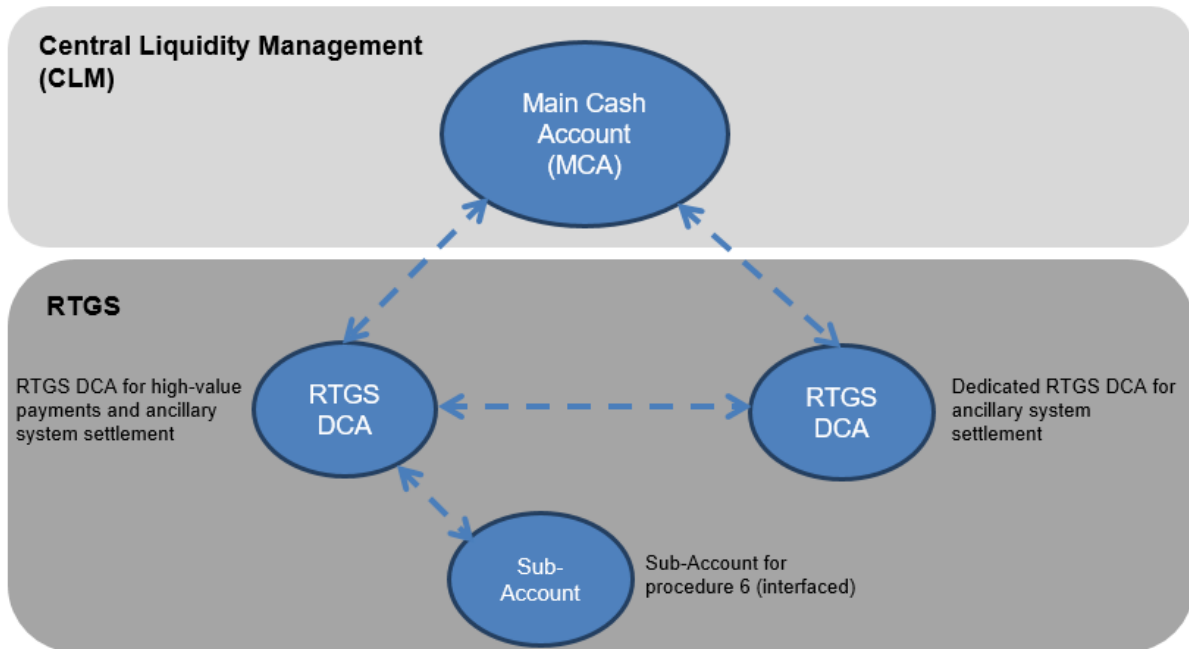 Central Liquidity Management
(CLM)
Main Cash
Account
(MCA)
RTGS
RTGS DCA for high-value
payments and ancillary
system settlement
RTGS
DCA
RTGS
DCA
Dedicated RTGS DCA for
ancillary system
settlement
Sub-
Account
Sub-Account for
procedure 6 (interfaced)